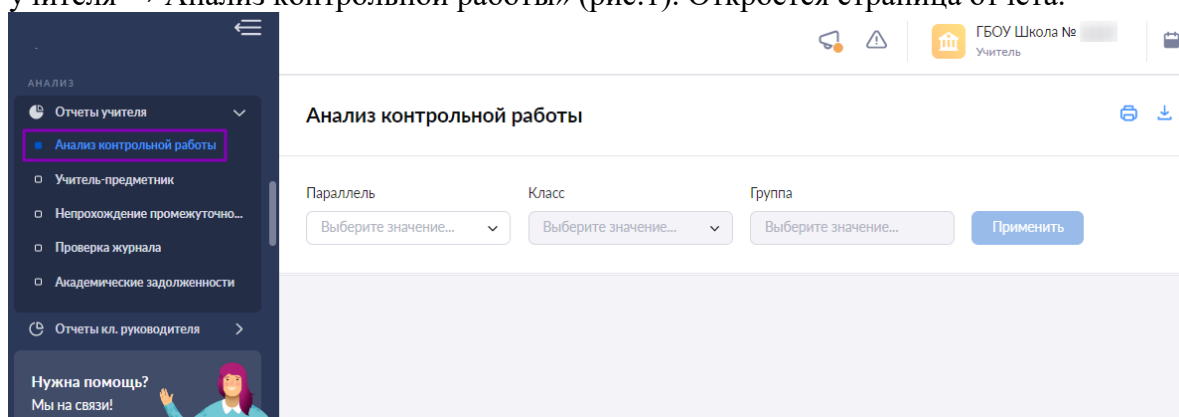 учителя → Анализ контрольной работы» (рис.1). Откроется страница отчета.
ГБОУ Школа №
Учитель
АНАЛИЗ
Отчеты учителя
Анализ контрольной работы
Учитель-предметник
Непрохождение промежуточно...
Проверка журнала
Академические задолженности
Отчеты кл. руководителя
Нужна помощь?
Мы на связи!
Анализ контрольной работы
Параллель Класс Группа
Выберите значение... Выберите значение... Выберите значение... Применить